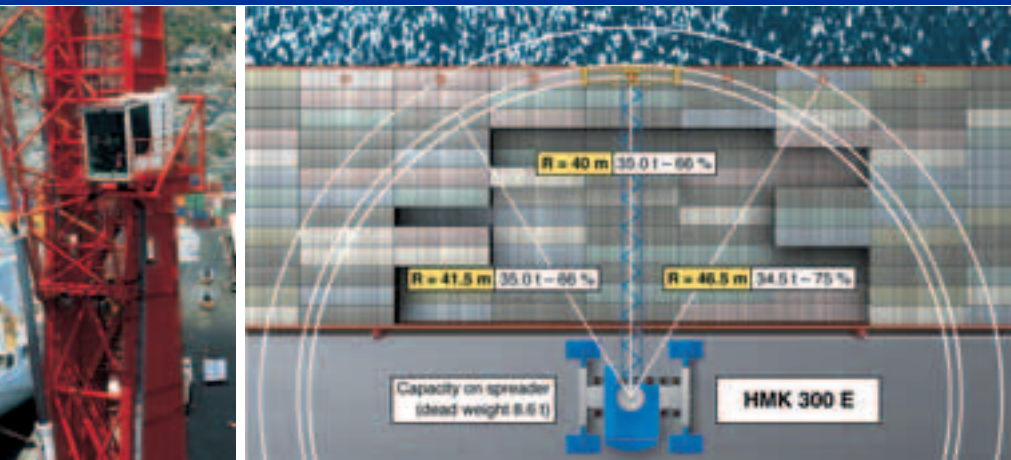 R = 40 m 35.0 t – 66 %
R = 41.5 m 35.0 t – 66 %
R = 46.5 m 34.5 t – 75 %
Capacity on spreader
(dead weight 8.6 t)
HMK 300 E